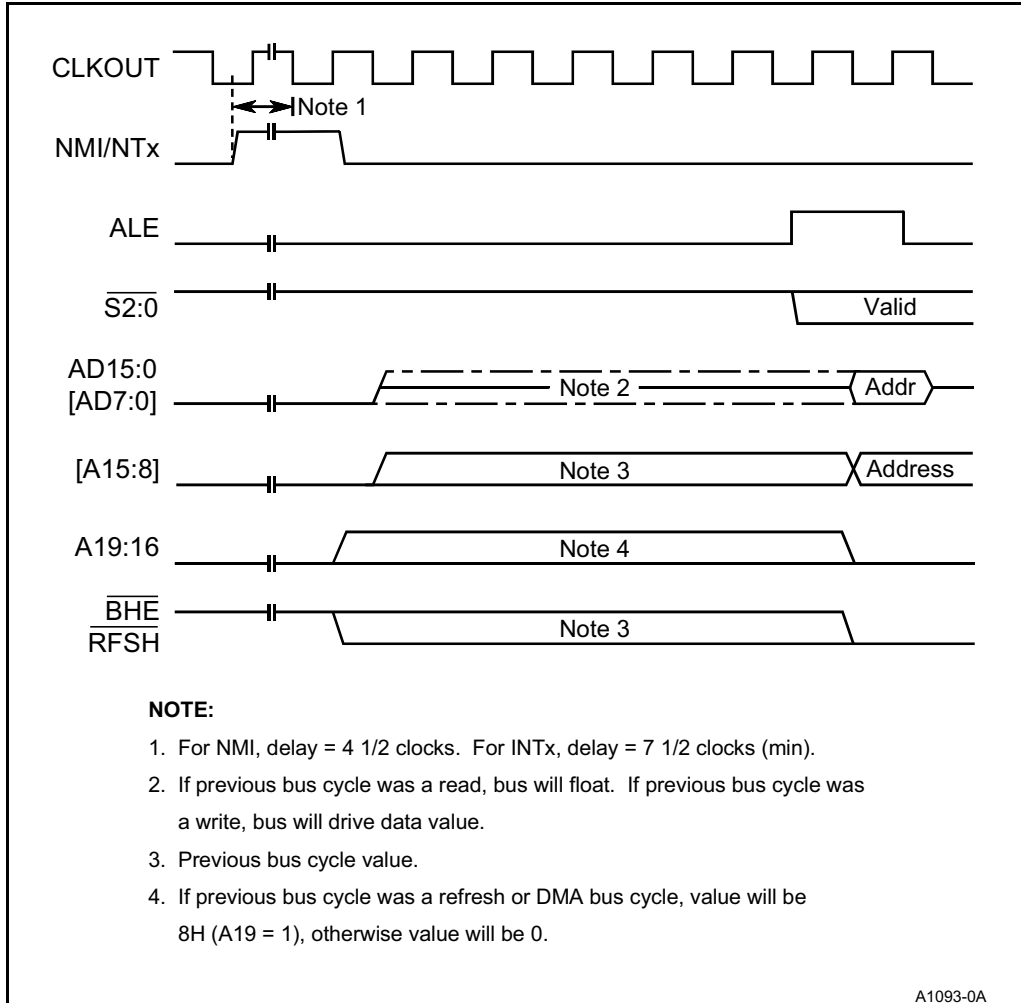 CLKOUT
Note 1
NMI/NTx
ALE
S2:0
Valid
AD15:0
[AD7:0]
Note 2
Addr
[A15:8]
Note 3
Address
A19:16
Note 4
BHE
RFSH
Note 3
NOTE:
1. For NMI, delay = 4 1/2 clocks. For INTx, delay = 7 1/2 clocks (min).
2. If previous bus cycle was a read, bus will float. If previous bus cycle was
a write, bus will drive data value.
3. Previous bus cycle value.
4. If previous bus cycle was a refresh or DMA bus cycle, value will be
8H (A19 = 1), otherwise value will be 0.
A1093-0A